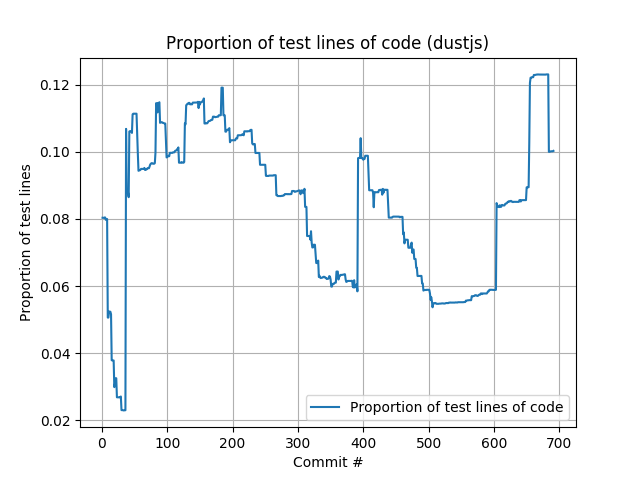 Proportion of test lines of code (dustjs)
Proportion of test lines
0.12
0.10
0.08
0.06
0.04
0.02
Proportion of test lines of code
0 100 200 300 400 500 600 700
Commit #